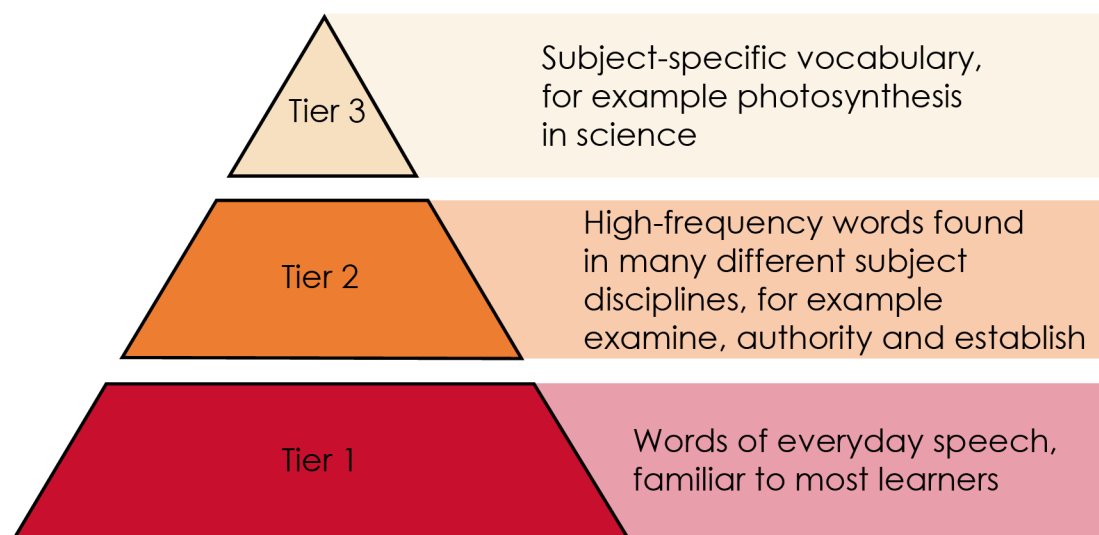 Tier 3
Subject-specific vocabulary,
for example photosynthesis
in science
Tier 2
High-frequency words found
in many different subject
disciplines, for example
examine, authority and establish
Tier 1
Words of everyday speech,
familiar to most learners